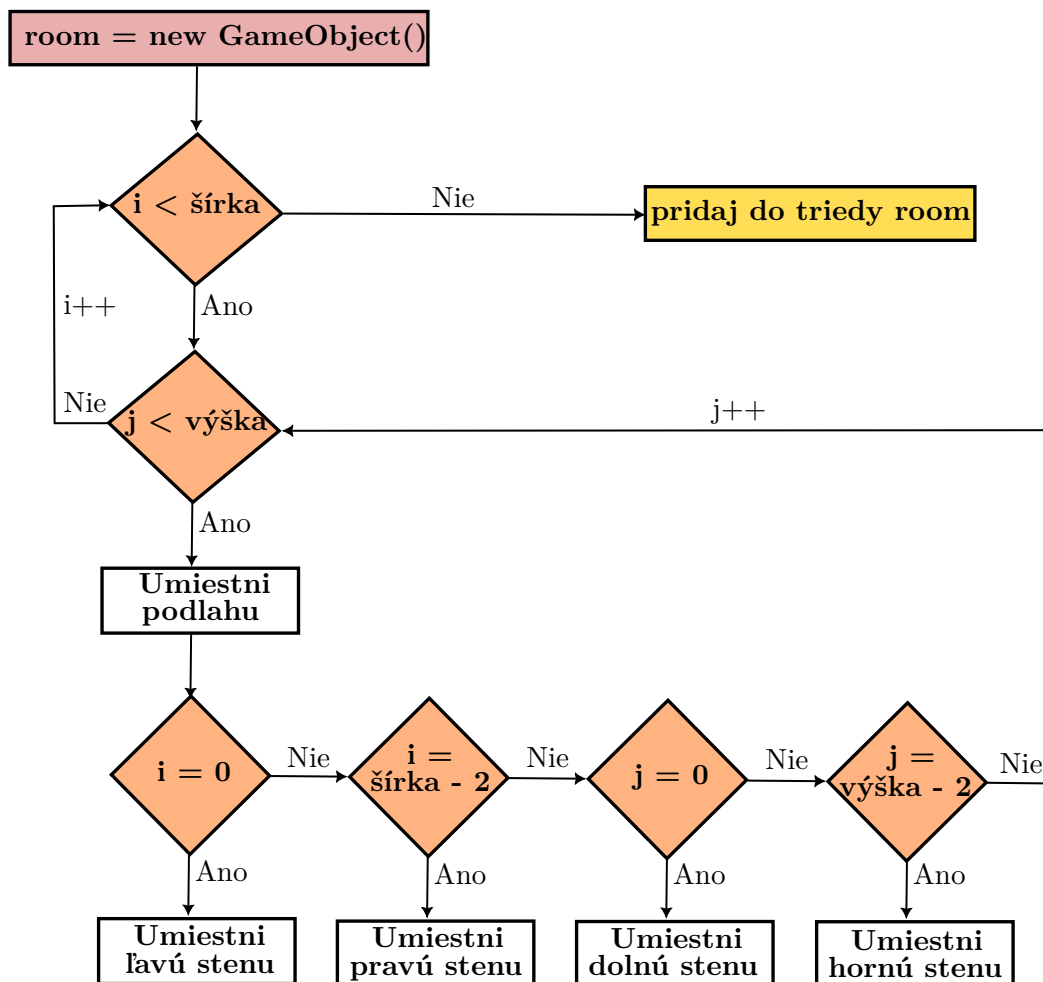 room = new GameObject()
i < šírka
Nie
pridaj do triedy room
i++
Ano
Nie
j < výška
j++
Ano
Umiestni
podlahu
i = 0
Nie
i =
šírka - 2
Nie
j = 0
Nie
j =
výška - 2
Nie
Ano
Ano
Ano
Ano
Umiestni
ľavú stenu
Umiestni
pravú stenu
Umiestni
dolnú stenu
Umiestni
hornú stenu